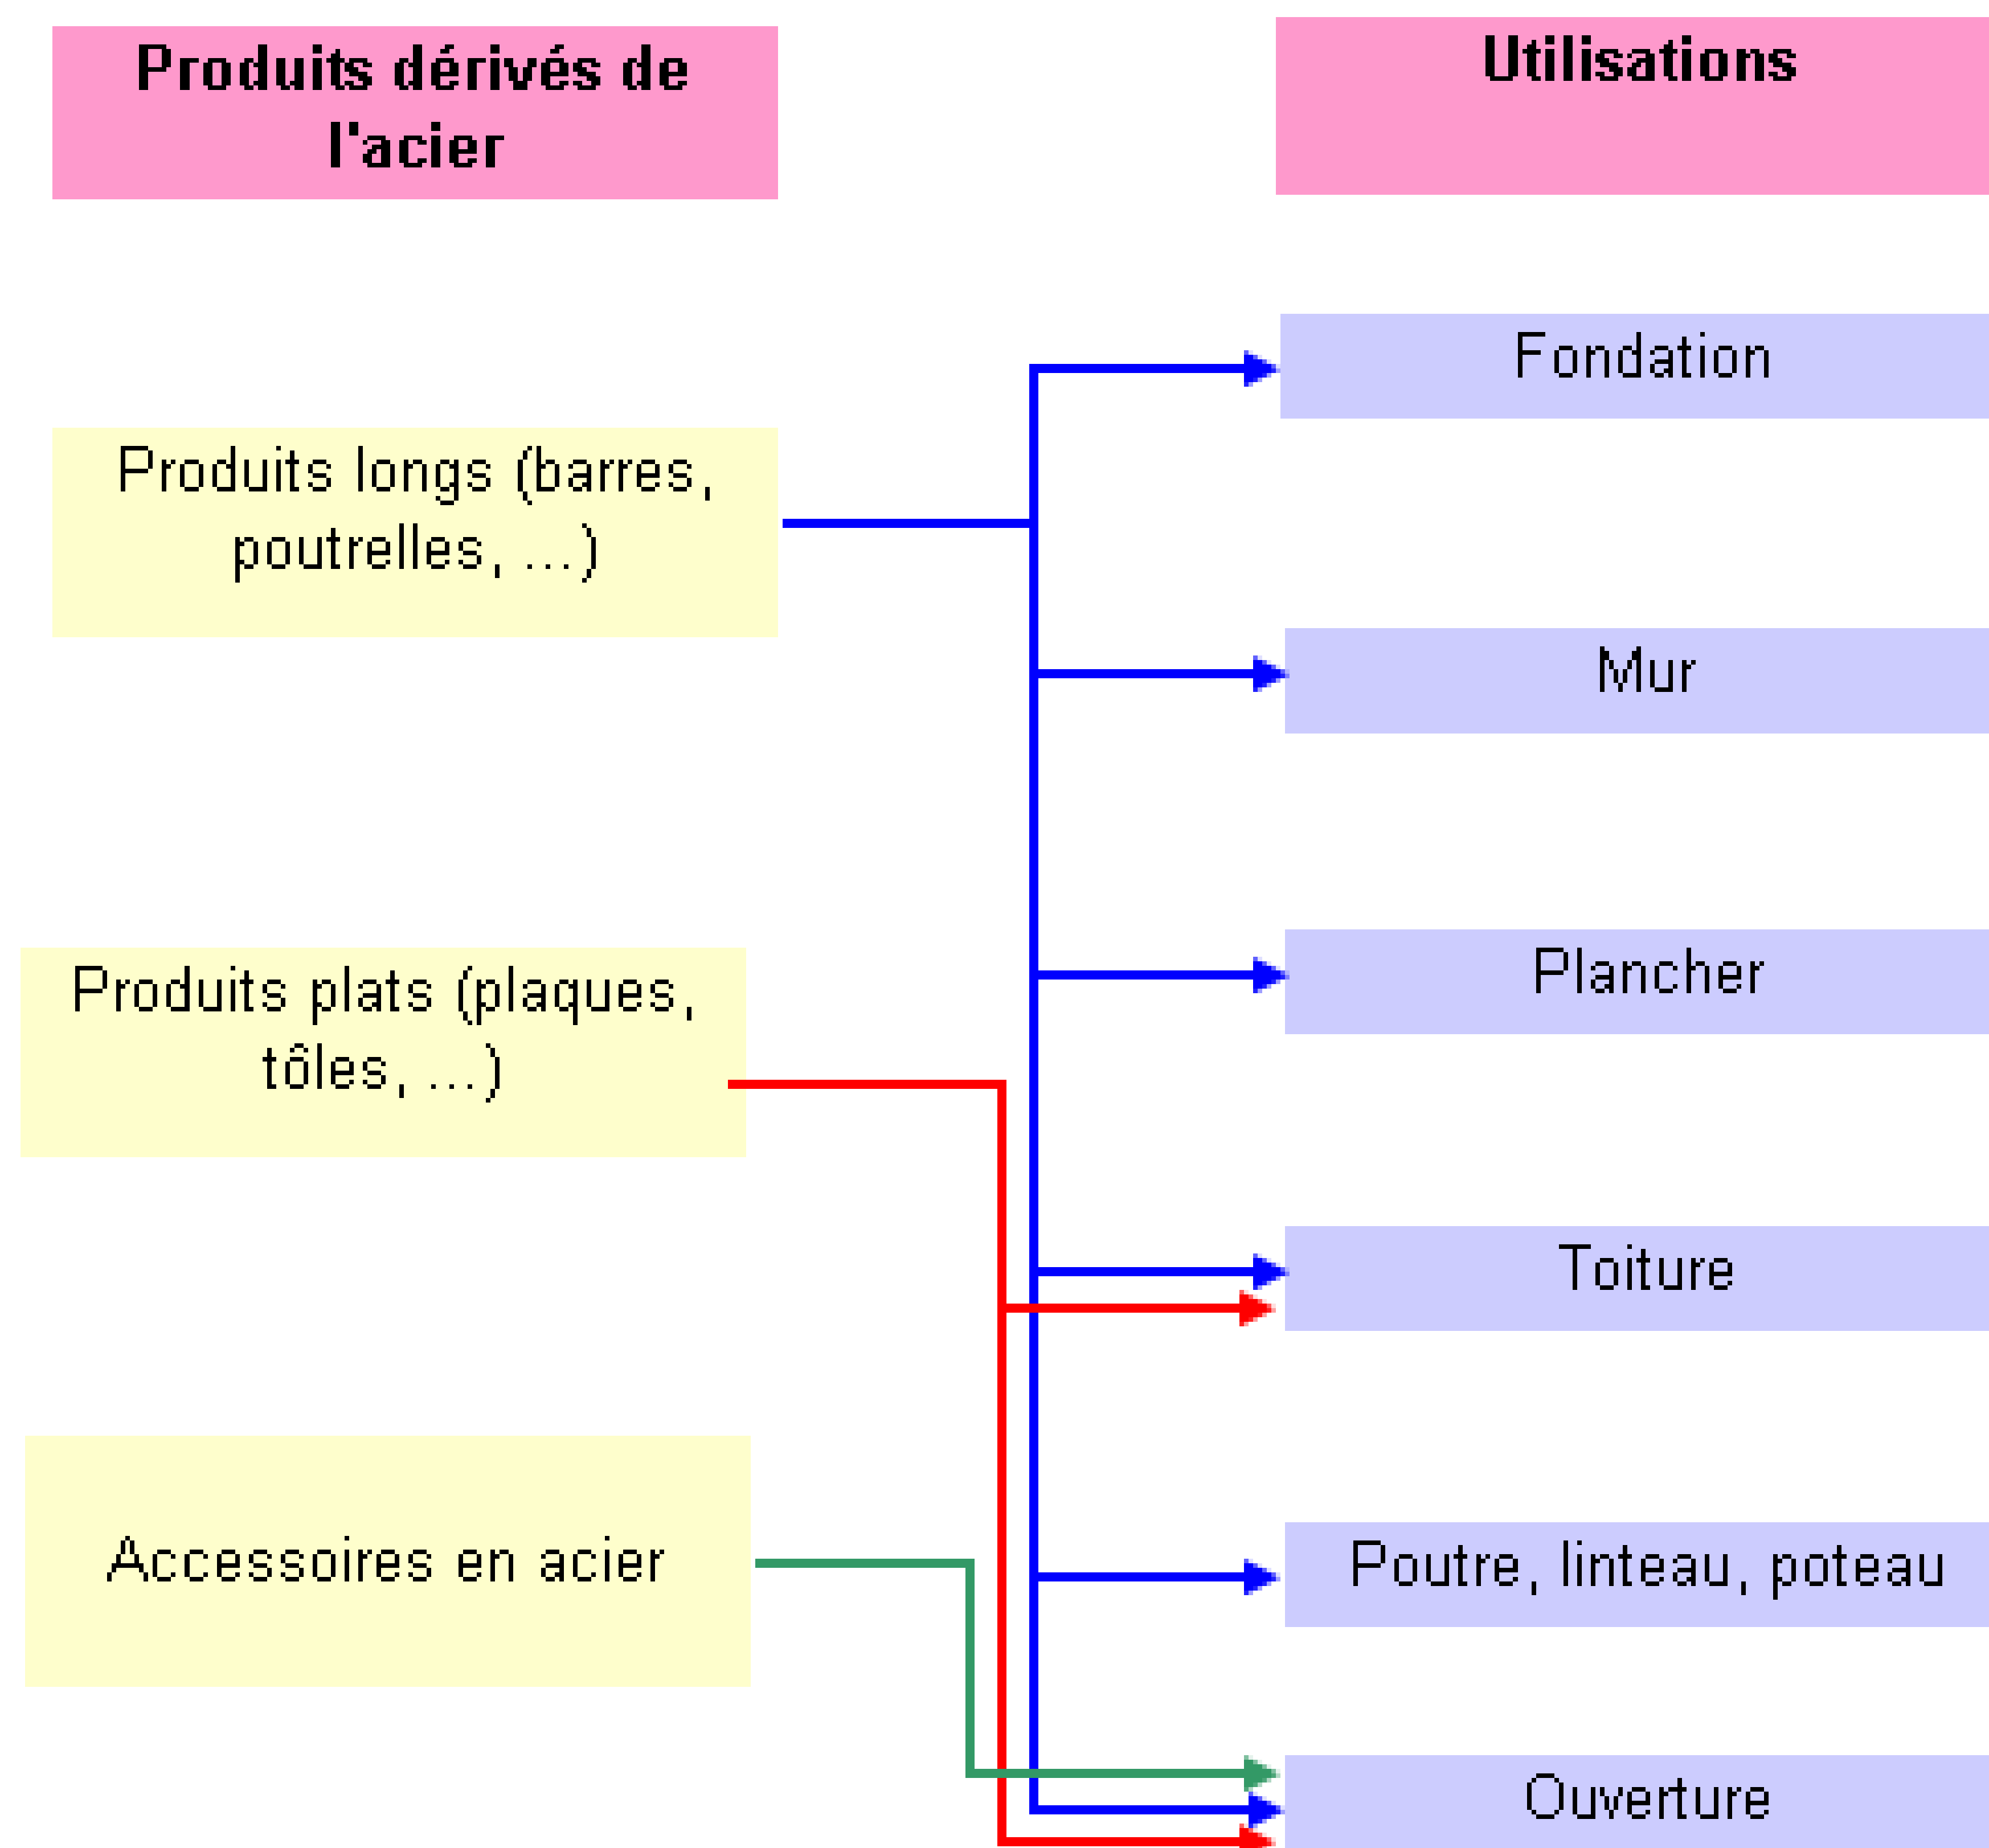 Produits dérivés de
l'acier
Utilisations
Fondation
Produits longs (barres,
poutrelles, ...)
Mur
Produits plats (plaques,
tôles, ...)
Plancher
Toiture
Accessoires en acier
Poutre, linteau, poteau
Ouverture